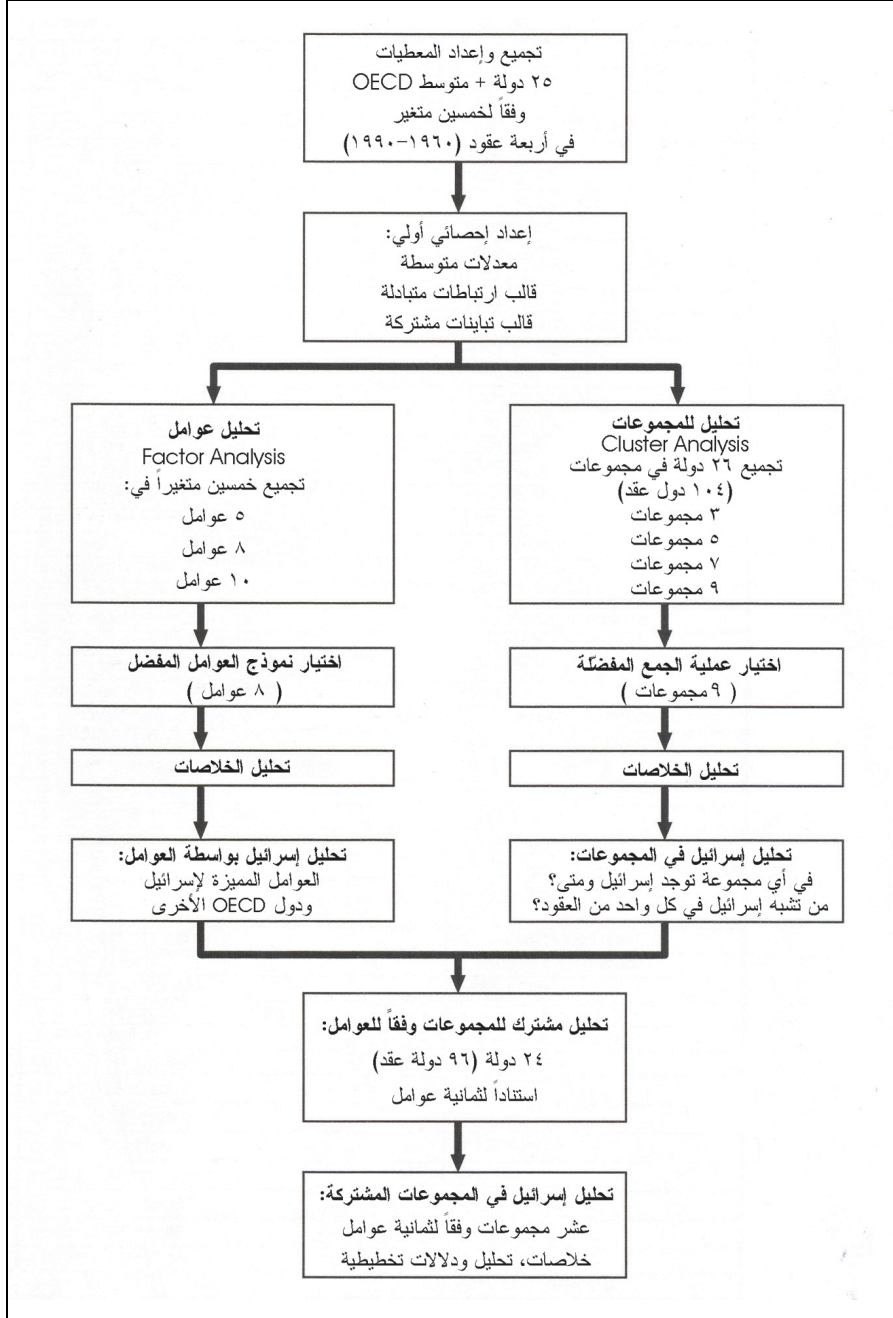 تجميع وإعداد المعطيات
٢٥ دولة + متوسط OECD
وفقاً لخمسين متغير
في أربعة عقود (١٩٦٠-١٩٩٠)
إعداد إحصائي أولي:
معدلات متوسطة
قالب ارتباطات متبادلة
قالب تباينات مشتركة
تحليل للمجموعات
Cluster Analysis
تجميع ٢٦ دولة في مجموعات
(١٠٤ دول عقد)
٣ مجموعات
٥ مجموعات
٧ مجموعات
٩ مجموعات
تحليل عوامل
Factor Analysis
تجميع خمسين متغيراً في:
٥ عوامل
٨ عوامل
١٠ عوامل
اختيار عملية الجمع المفضلّة
( ٩ مجموعات )
اختيار نموذج العوامل المفضل
( ٨ عوامل )
تحليل الخلاصات
تحليل الخلاصات
تحليل إسرائيل في المجموعات:
في أي مجموعة توجد إسرائيل ومتى؟
من تشبه إسرائيل في كل واحد من العقود؟
تحليل إسرائيل بواسطة العوامل:
العوامل المميزة لإسرائيل
ودول OECD الأخرى
تحليل مشترك للمجموعات وفقاً للعوامل:
٢٤ دولة (٩٦ دولة عقد)
استناداً لثمانية عوامل
تحليل إسرائيل في المجموعات المشتركة:
عشر مجموعات وفقاً لثمانية عوامل
خلاصات، تحليل ودلالات تخطيطية